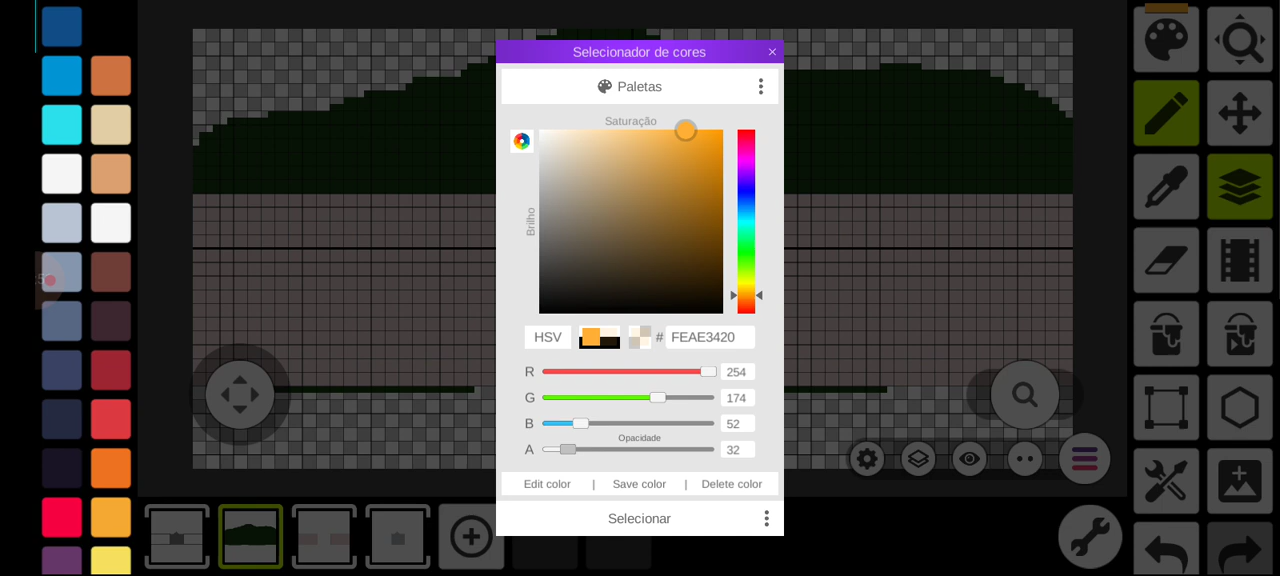 Selecionador de cores ×
Paletas
Saturação
Brilho
HSV # FEAE3420
R 254
G 174
B 52
Opacidade
A 32
Edit color | Save color | Delete color
Selecionar